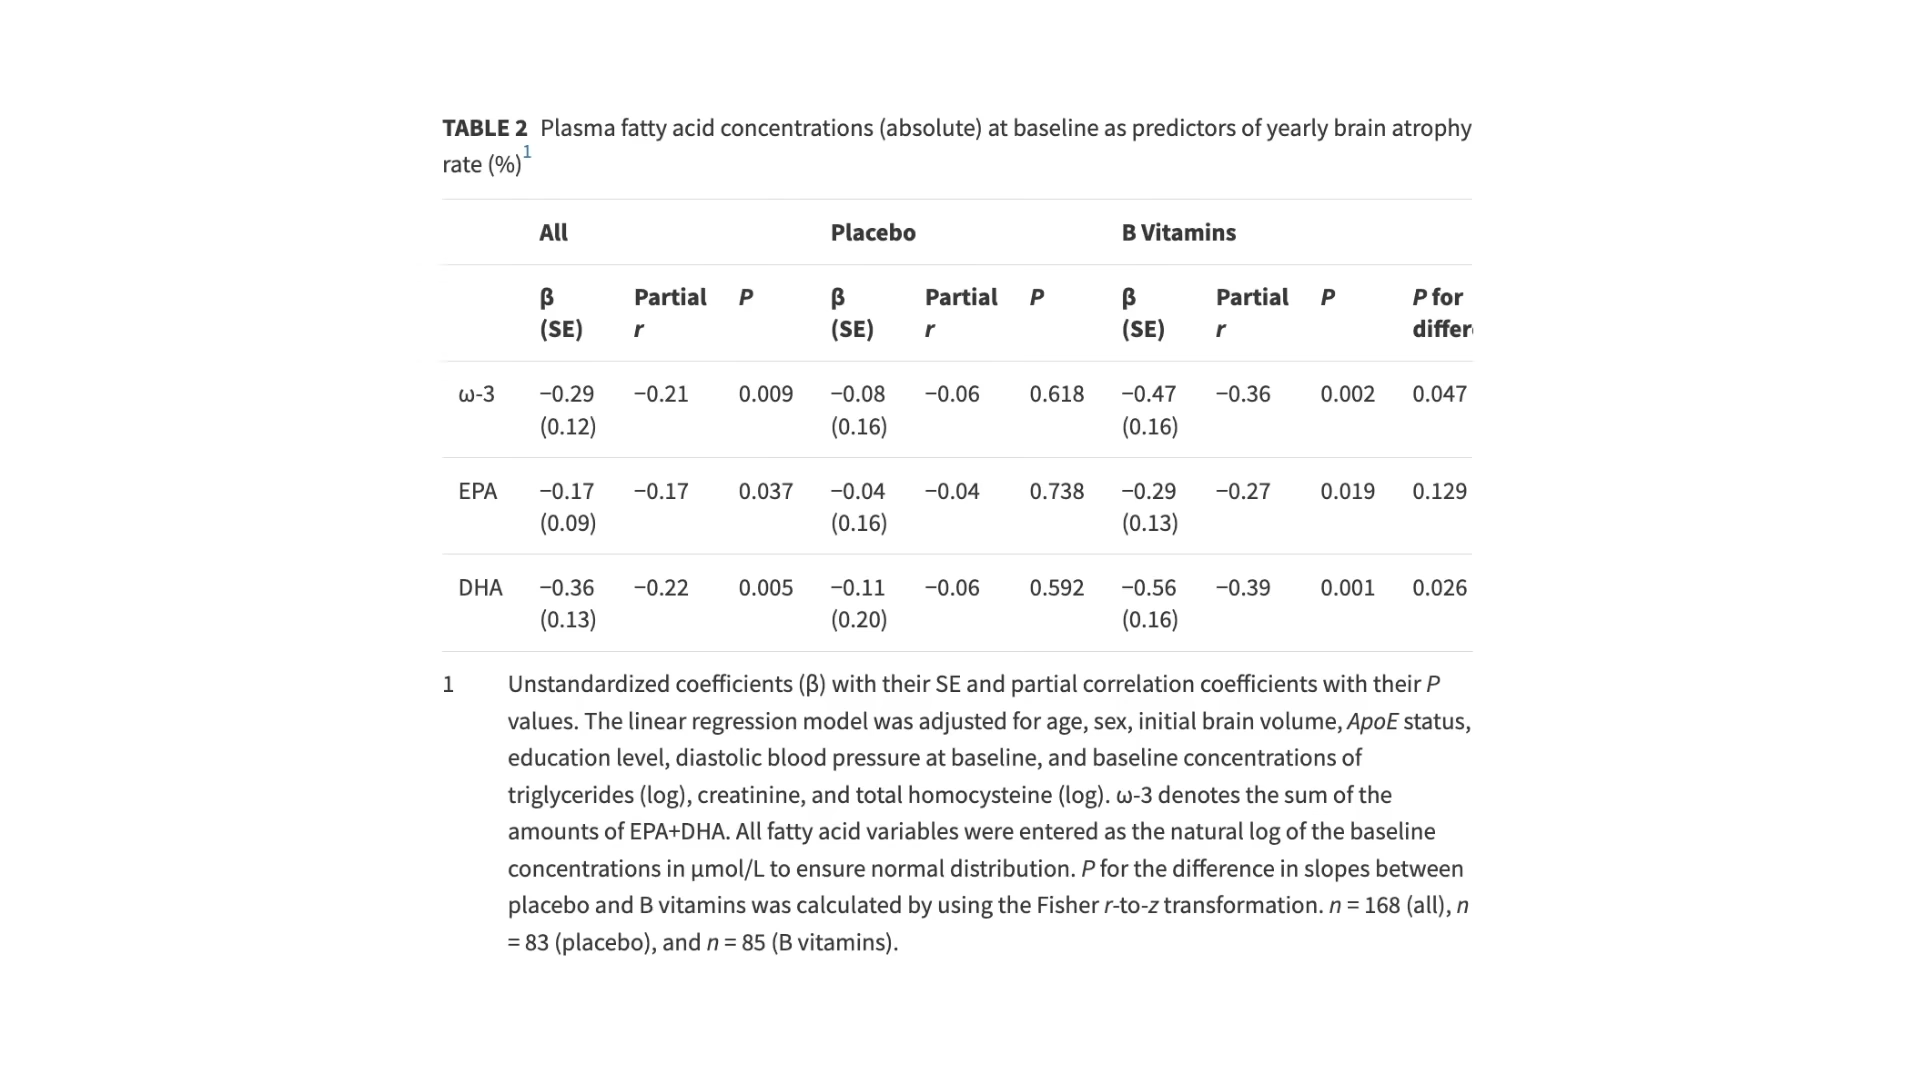 TABLE 2 Plasma fatty acid concentrations (absolute) at baseline as predictors of yearly brain atrophy
rate (%)1
All Placebo B Vitamins
β Partial P β Partial P β Partial P P for
(SE) r (SE) r (SE) r
ω-3 −0.29 −0.21 0.009 −0.08 −0.06 0.618 −0.47 −0.36 0.002 0.047
(0.12) (0.16) (0.16)
EPA −0.17 −0.17 0.037 −0.04 −0.04 0.738 −0.29 −0.27 0.019 0.129
(0.09) (0.16) (0.13)
DHA −0.36 −0.22 0.005 −0.11 −0.06 0.592 −0.56 −0.39 0.001 0.026
(0.13) (0.20) (0.16)
1 Unstandardized coefficients (β) with their SE and partial correlation coefficients with their P
values. The linear regression model was adjusted for age, sex, initial brain volume, ApoE status,
education level, diastolic blood pressure at baseline, and baseline concentrations of
triglycerides (log), creatinine, and total homocysteine (log). ω-3 denotes the sum of the
amounts of EPA+DHA. All fatty acid variables were entered as the natural log of the baseline
concentrations in μmol/L to ensure normal distribution. P for the difference in slopes between
placebo and B vitamins was calculated by using the Fisher r-to-z transformation. n = 168 (all), n
= 83 (placebo), and n = 85 (B vitamins).